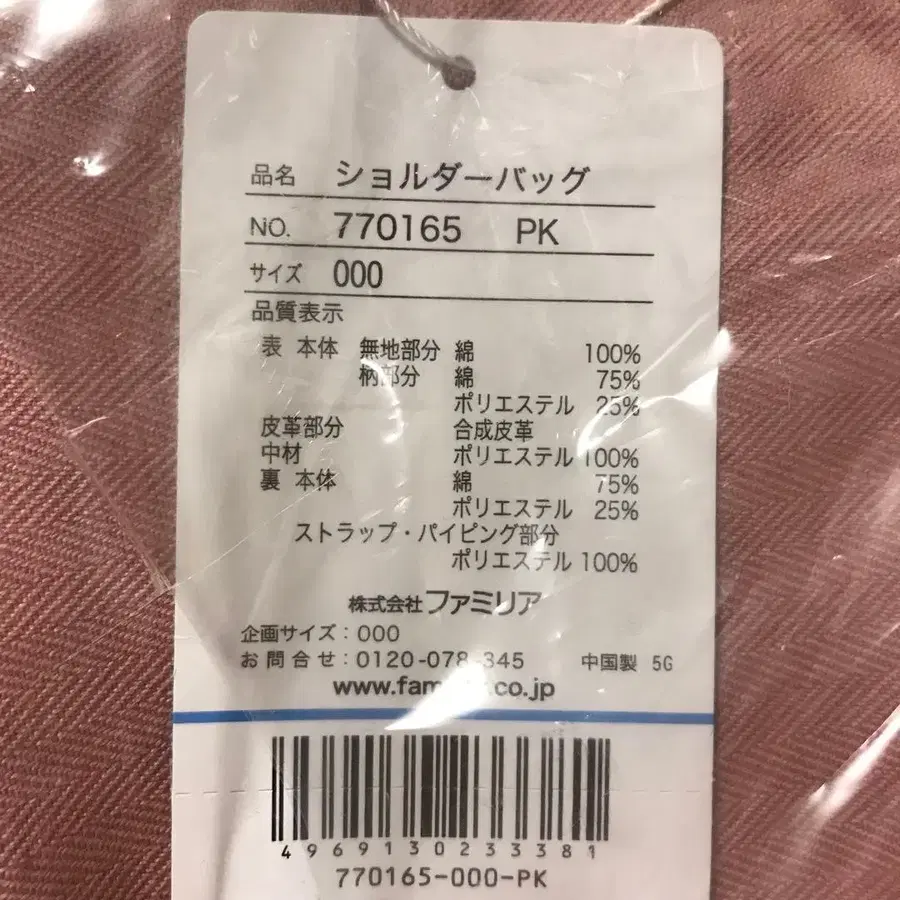 品名 ショルダーバッグ
NO. 770165 PK
サイズ 000
品質表示
表 本体 無地部分 綿 100%
柄部分 綿 75%
ポリエステル 25%
皮革部分 合成皮革
中材 ポリエステル 100%
裏 本体 綿 75%
ポリエステル 25%
ストラップ・パイピング部分
ポリエステル 100%
株式会社ファミリア
企画サイズ：000
お問合せ：0120-078-345 中国製 5G
4969130233381
770165-000-PK